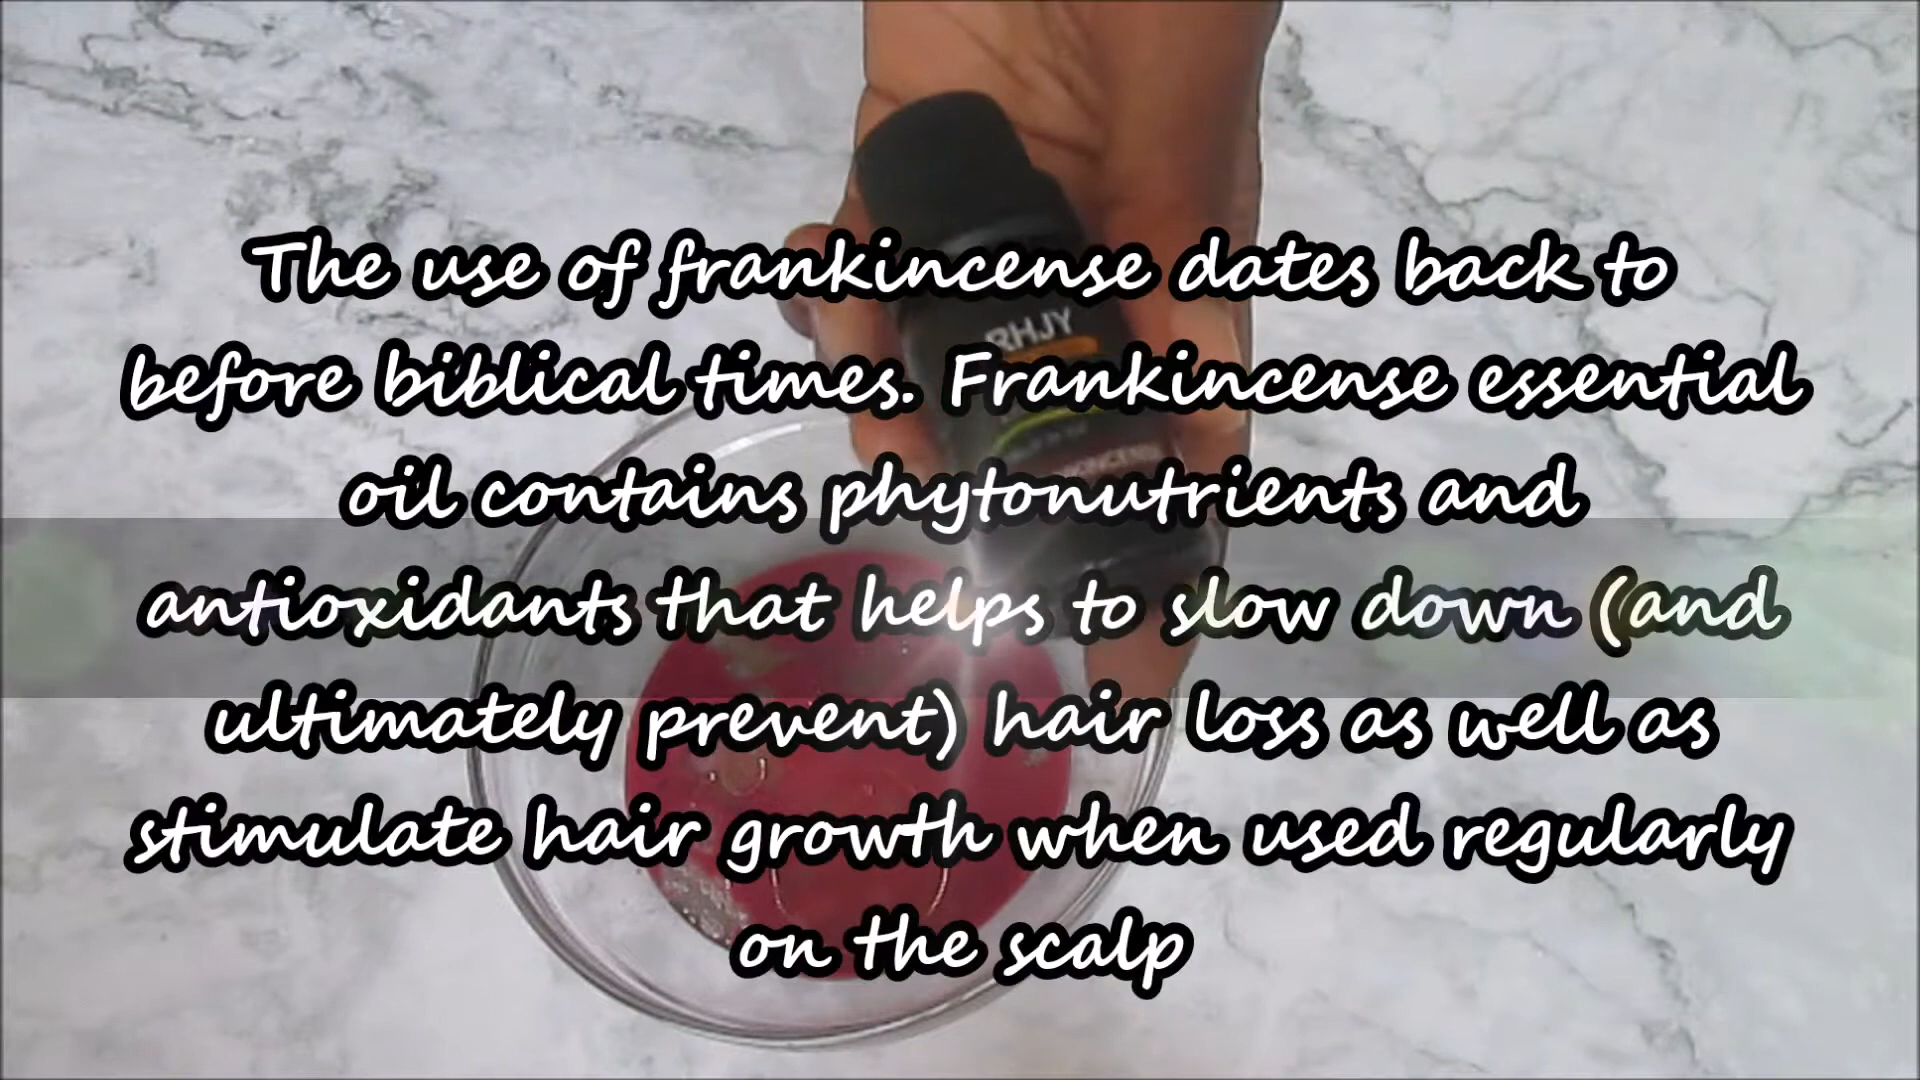 The use of frankincense dates back to
before biblical times. Frankincense essential
oil contains phytonutrients and
antioxidants that helps to slow down (and
ultimately prevent) hair loss as well as
stimulate hair growth when used regularly
on the scalp
RHJY